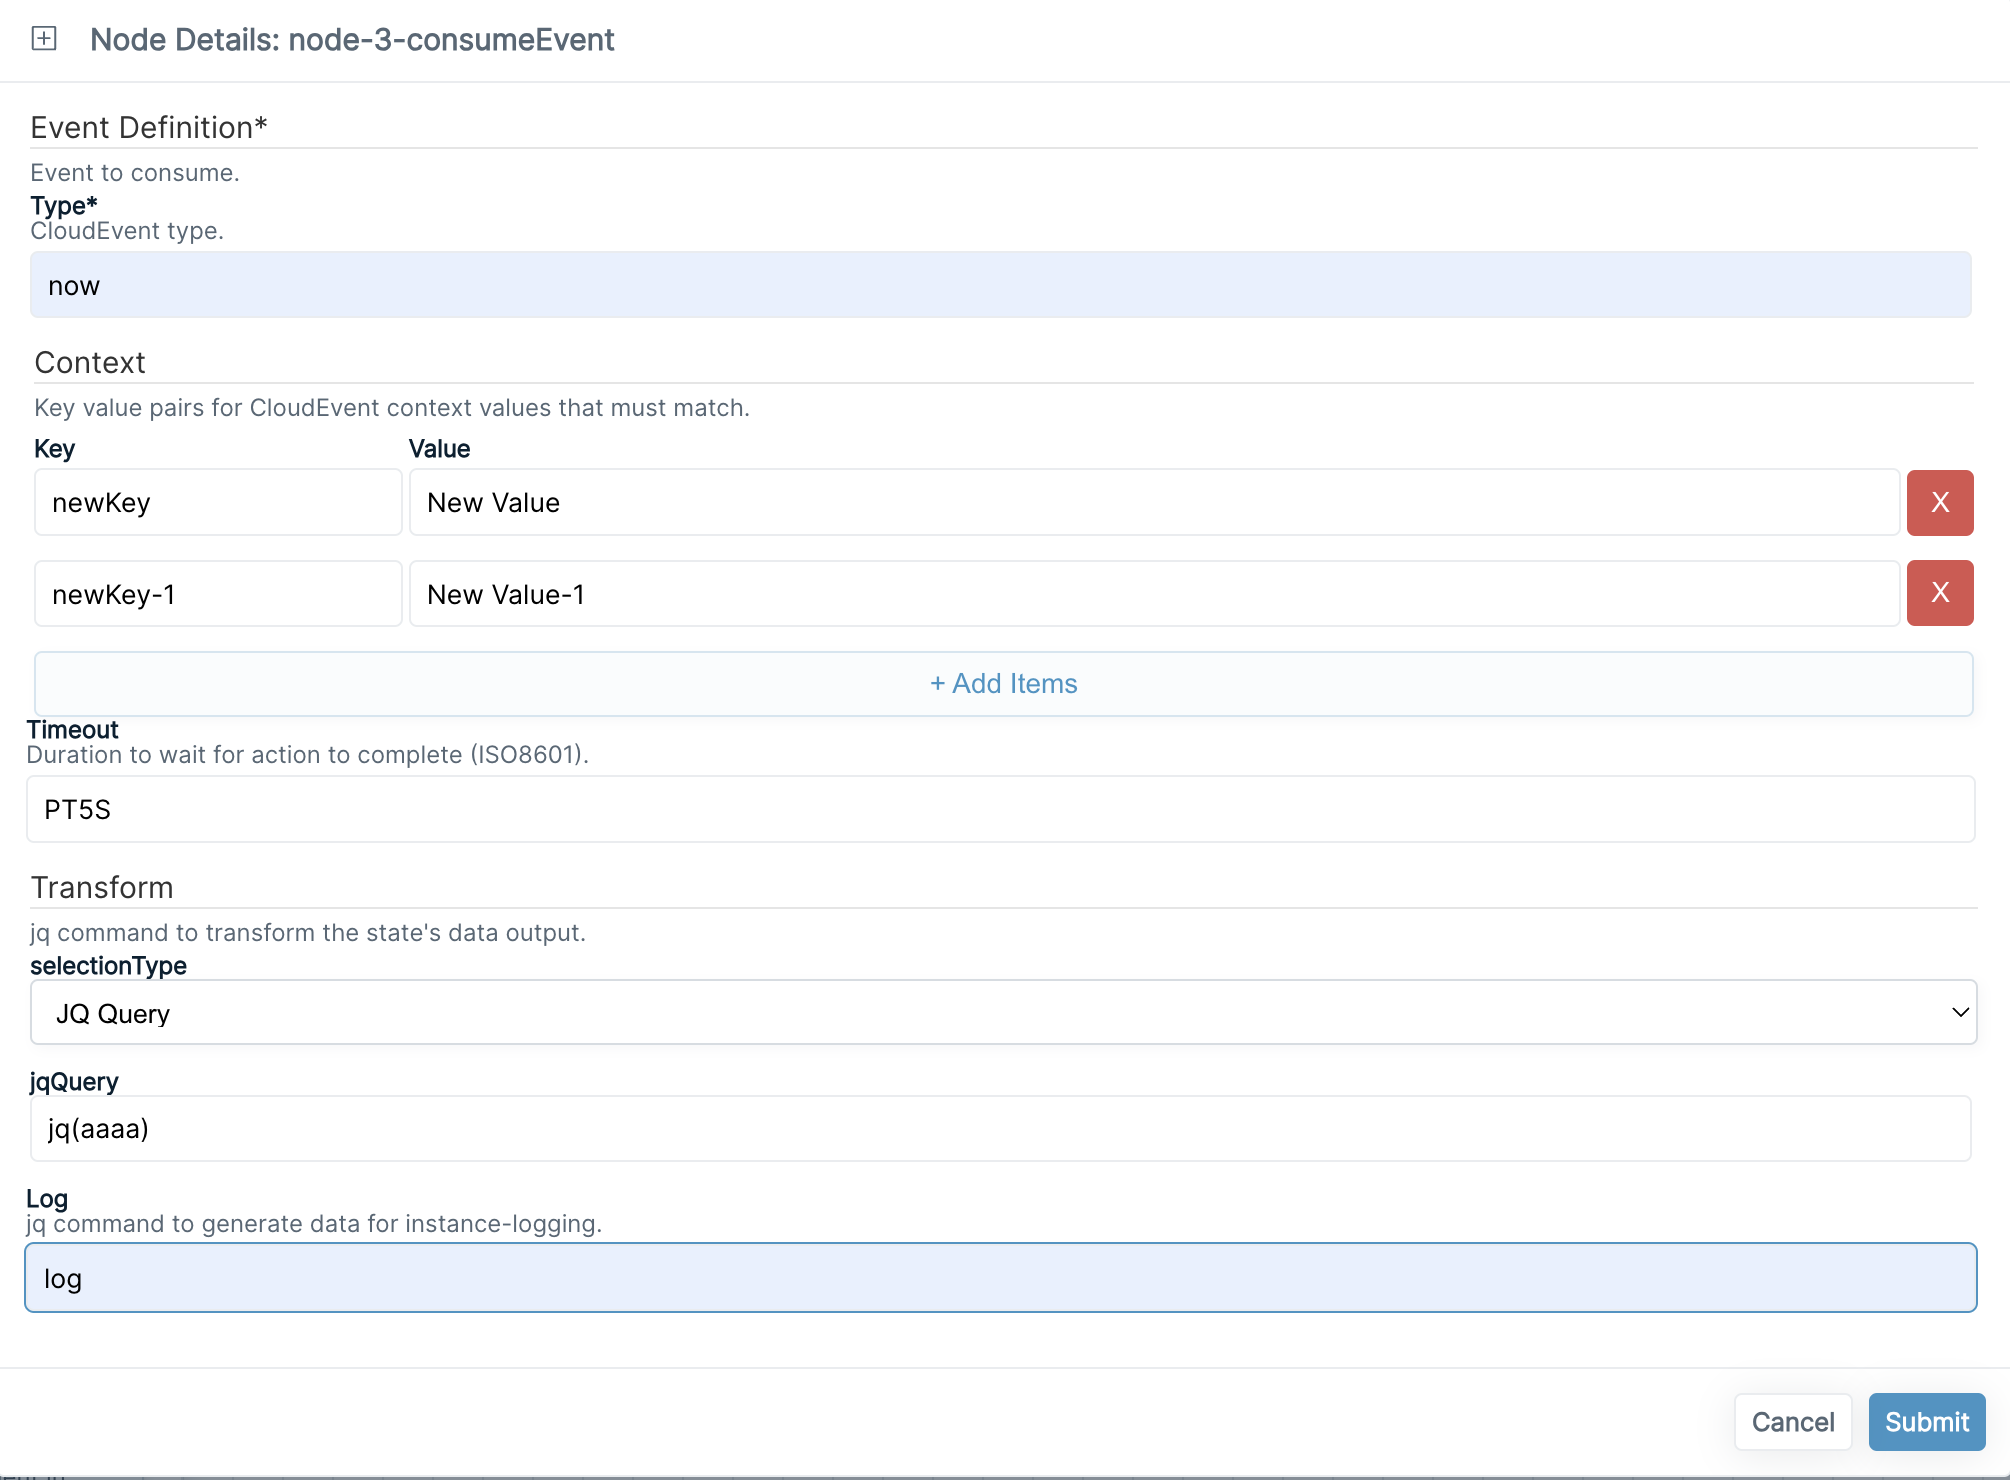 Node Details: node-3-consumeEvent
Event Definition*
Event to consume.
Type*
CloudEvent type.
now
Context
Key value pairs for CloudEvent context values that must match.
Key Value
newKey New Value X
newKey-1 New Value-1 X
+ Add Items
Timeout
Duration to wait for action to complete (ISO8601).
PT5S
Transform
jq command to transform the state's data output.
selectionType
JQ Query
jqQuery
jq(aaaa)
Log
jq command to generate data for instance-logging.
log
Cancel Submit